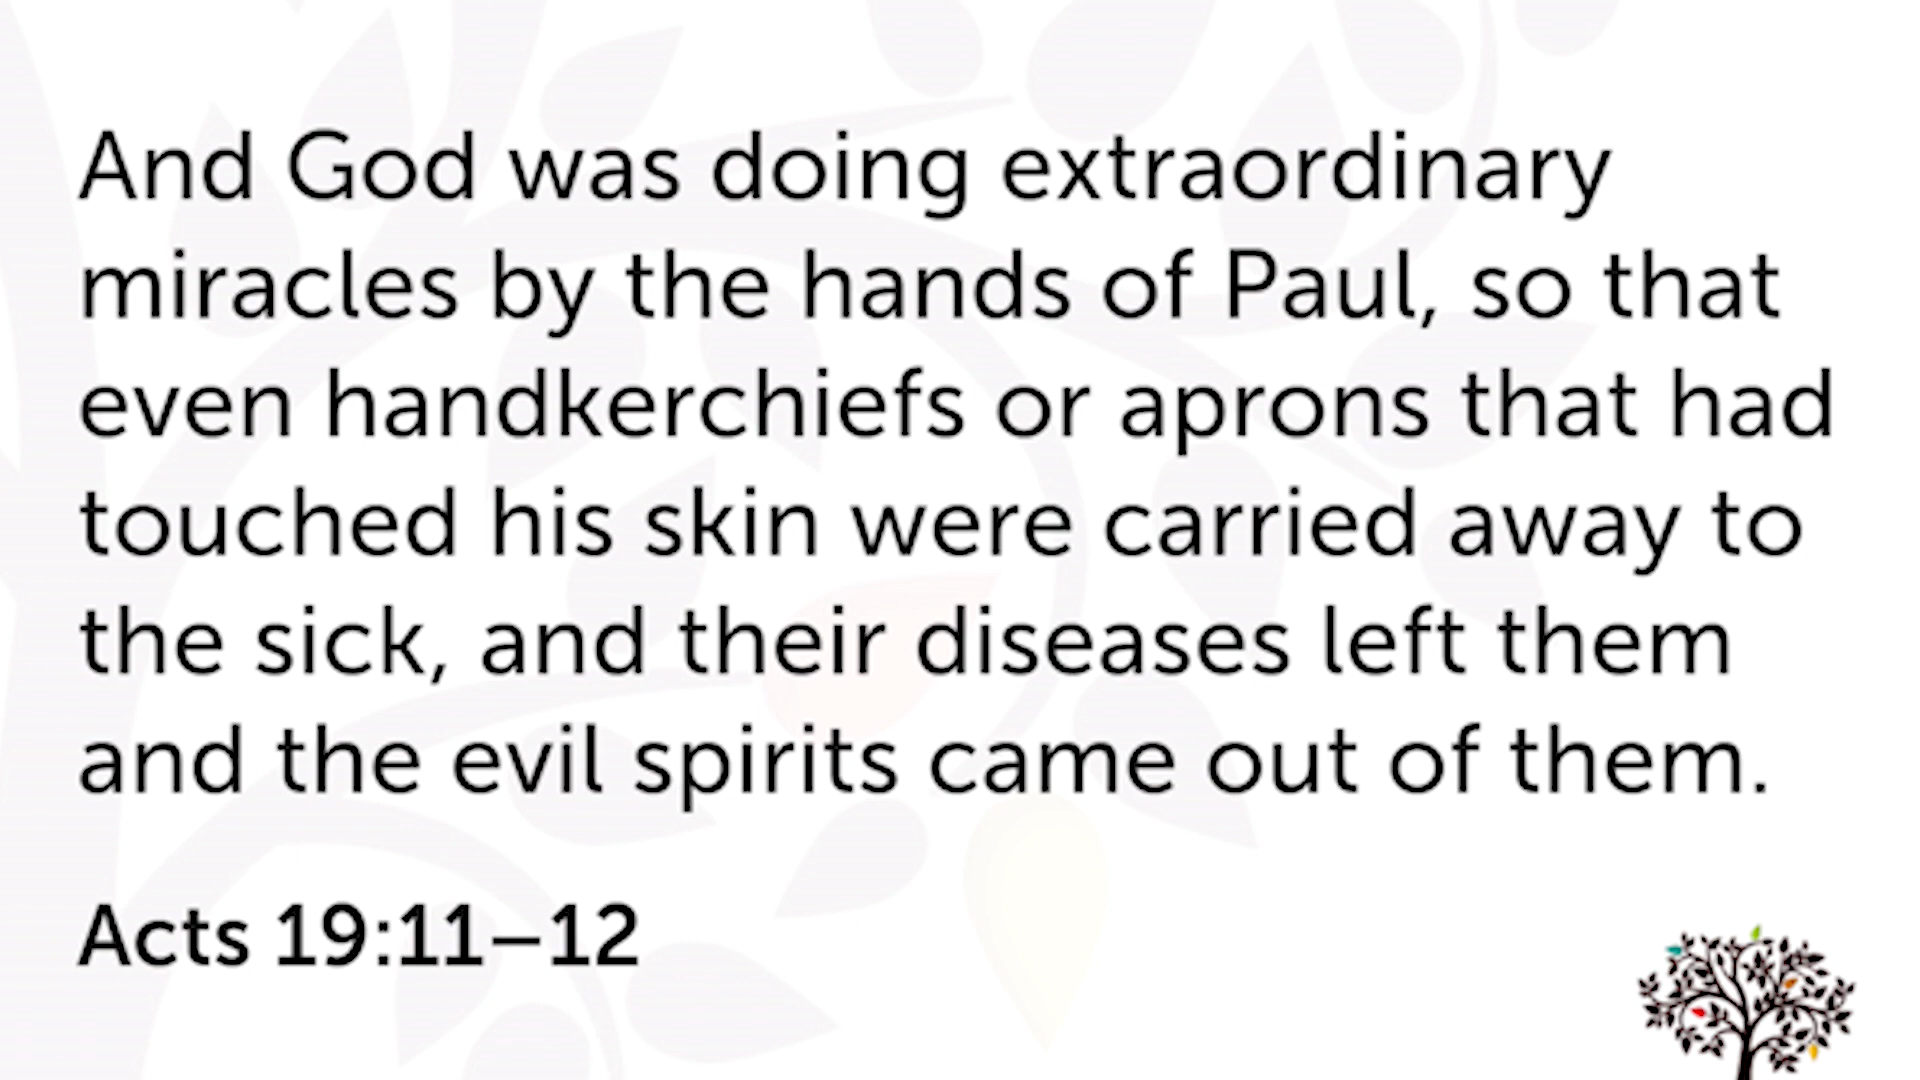 And God was doing extraordinary
miracles by the hands of Paul, so that
even handkerchiefs or aprons that had
touched his skin were carried away to
the sick, and their diseases left them
and the evil spirits came out of them.
Acts 19:11–12